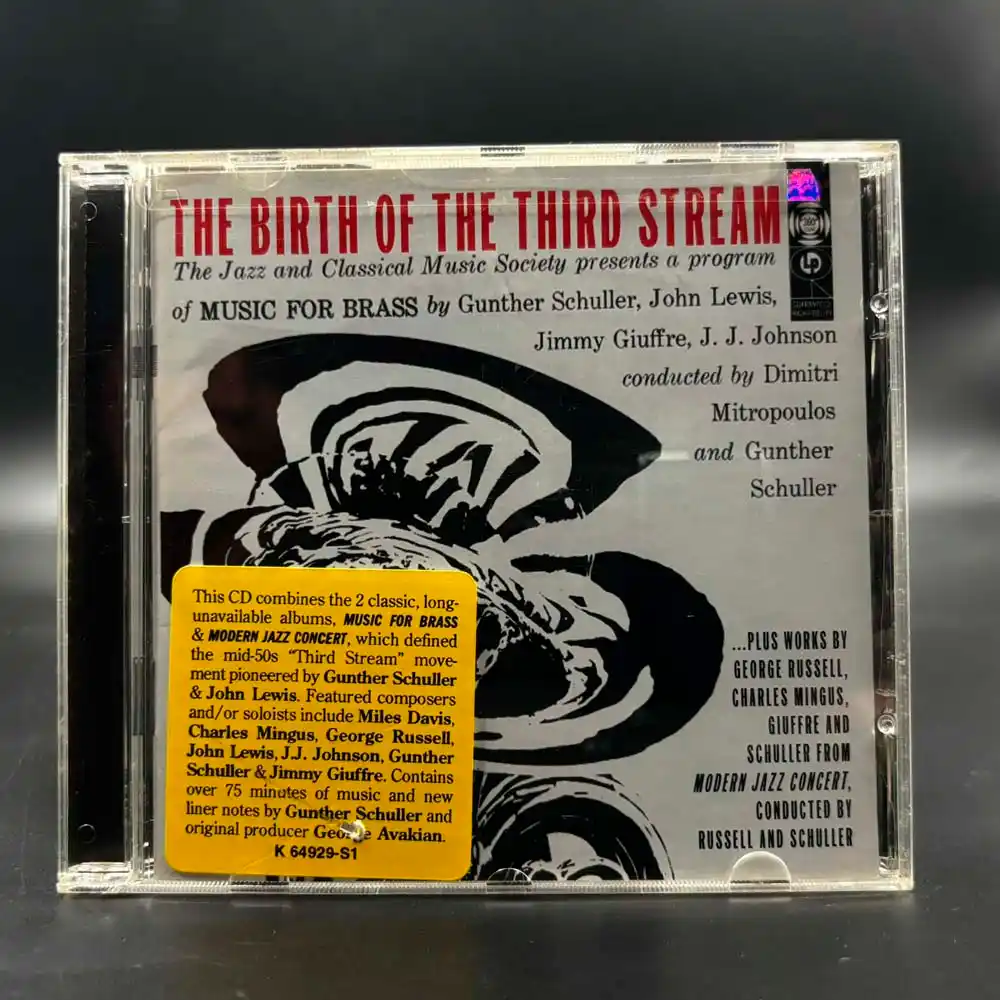 THE BIRTH OF THE THIRD STREAM
The Jazz and Classical Music Society presents a program
of MUSIC FOR BRASS by Gunther Schuller, John Lewis,
Jimmy Giuffre, J. J. Johnson
conducted by Dimitri
Mitropoulos
and Gunther
Schuller
LP
...PLUS WORKS BY
GEORGE RUSSELL,
CHARLES MINGUS,
GIUFFRE AND
SCHULLER FROM
MODERN JAZZ CONCERT,
CONDUCTED BY
RUSSELL AND SCHULLER
This CD combines the 2 classic, long-
unavailable albums, MUSIC FOR BRASS
& MODERN JAZZ CONCERT, which defined
the mid-50s "Third Stream" move-
ment pioneered by Gunther Schuller
& John Lewis. Featured composers
and/or soloists include Miles Davis,
Charles Mingus, George Russell,
John Lewis, J.J. Johnson, Gunther
Schuller & Jimmy Giuffre. Contains
over 75 minutes of music and new
liner notes by Gunther Schuller and
original producer George Avakian.
K 64929-S1